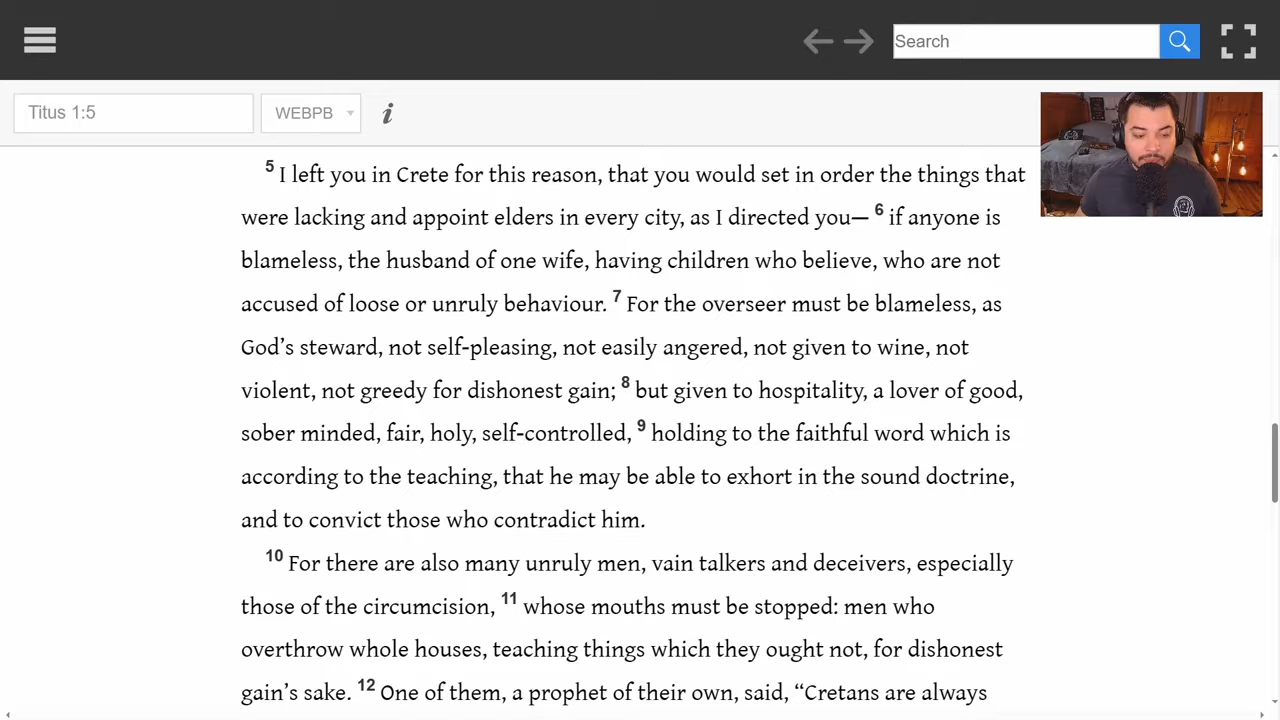 Search
Titus 1:5
WEBPB
i
5 I left you in Crete for this reason, that you would set in order the things that
were lacking and appoint elders in every city, as I directed you— 6 if anyone is
blameless, the husband of one wife, having children who believe, who are not
accused of loose or unruly behaviour. 7 For the overseer must be blameless, as
God’s steward, not self-pleasing, not easily angered, not given to wine, not
violent, not greedy for dishonest gain; 8 but given to hospitality, a lover of good,
sober minded, fair, holy, self-controlled, 9 holding to the faithful word which is
according to the teaching, that he may be able to exhort in the sound doctrine,
and to convict those who contradict him.
10 For there are also many unruly men, vain talkers and deceivers, especially
those of the circumcision, 11 whose mouths must be stopped: men who
overthrow whole houses, teaching things which they ought not, for dishonest
gain’s sake. 12 One of them, a prophet of their own, said, “Cretans are always